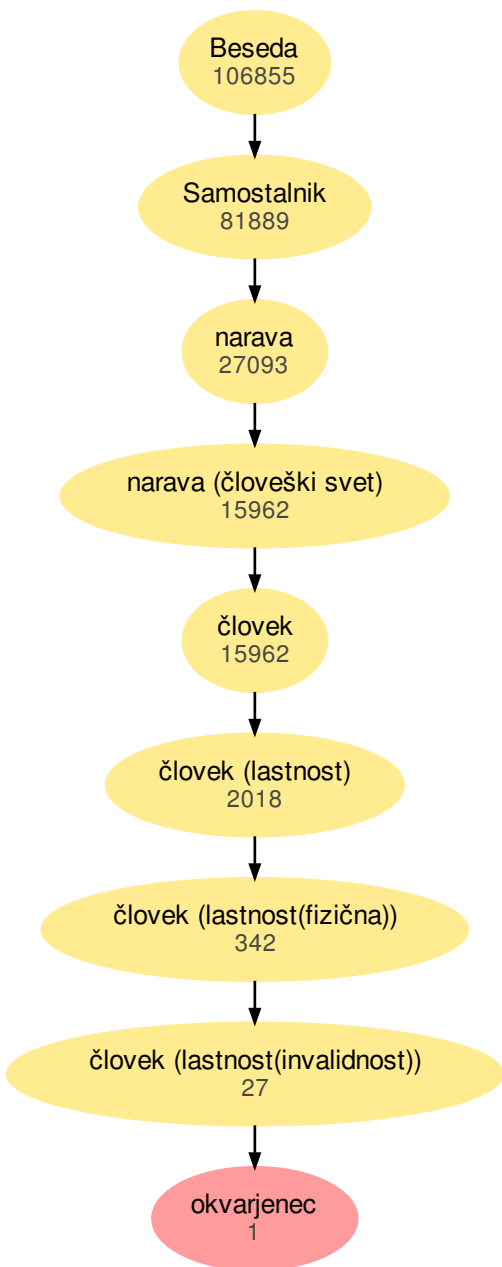 Beseda
106855
Samostalnik
81889
narava
27093
narava (človeški svet)
15962
človek
15962
človek (lastnost)
2018
človek (lastnost(fizična))
342
človek (lastnost(invalidnost))
27
okvarjenec
1